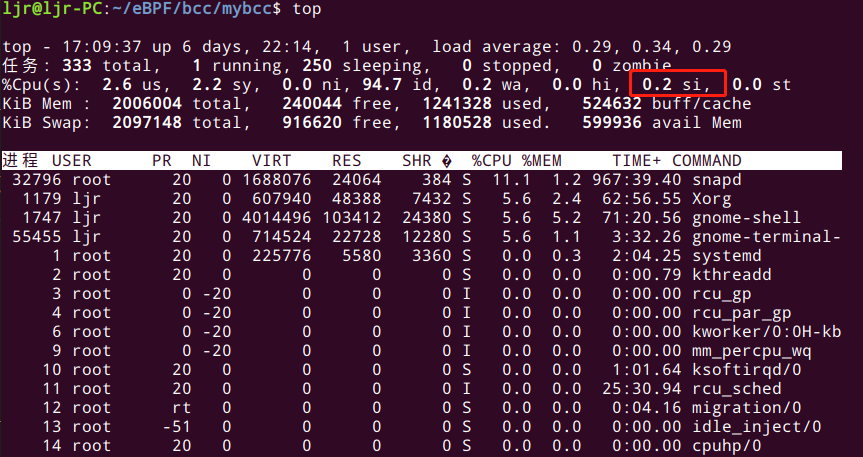 ljr@ljr-PC:~/eBPF/bcc/mybcc$ top
top - 17:09:37 up 6 days, 22:14,  1 user,  load average: 0.29, 0.34, 0.29
任务: 333 total,   1 running, 250 sleeping,   0 stopped,   0 zombie
%Cpu(s):  2.6 us,  2.2 sy,  0.0 ni, 94.7 id,  0.2 wa,  0.0 hi,  0.2 si,  0.0 st
KiB Mem :  2006004 total,   240044 free,  1241328 used,   524632 buff/cache
KiB Swap:  2097148 total,   916620 free,  1180528 used.   599936 avail Mem
进程 USER      PR  NI    VIRT    RES    SHR �  %CPU %MEM     TIME+ COMMAND
32796 root      20   0 1688076  24064    384 S  11.1  1.2 967:39.40 snapd
1179 ljr       20   0  607940  48388   7432 S   5.6  2.4  62:56.55 Xorg
1747 ljr       20   0 4014496 103412  24380 S   5.6  5.2  71:20.56 gnome-shell
55455 ljr       20   0  714524  22728  12280 S   5.6  1.1   3:32.26 gnome-terminal-
1 root      20   0  225776   5580   3360 S   0.0  0.3   2:04.25 systemd
2 root      20   0       0      0      0 S   0.0  0.0   0:00.79 kthreadd
3 root       0 -20       0      0      0 I   0.0  0.0   0:00.00 rcu_gp
4 root       0 -20       0      0      0 I   0.0  0.0   0:00.00 rcu_par_gp
6 root       0 -20       0      0      0 I   0.0  0.0   0:00.00 kworker/0:0H-kb
9 root       0 -20       0      0      0 I   0.0  0.0   0:00.00 mm_percpu_wq
10 root      20   0       0      0      0 S   0.0  0.0   1:01.64 ksoftirqd/0
11 root      20   0       0      0      0 I   0.0  0.0  25:30.94 rcu_sched
12 root      rt   0       0      0      0 S   0.0  0.0   0:04.16 migration/0
13 root     -51   0       0      0      0 S   0.0  0.0   0:00.00 idle_inject/0
14 root      20   0       0      0      0 S   0.0  0.0   0:00.00 cpuhp/0